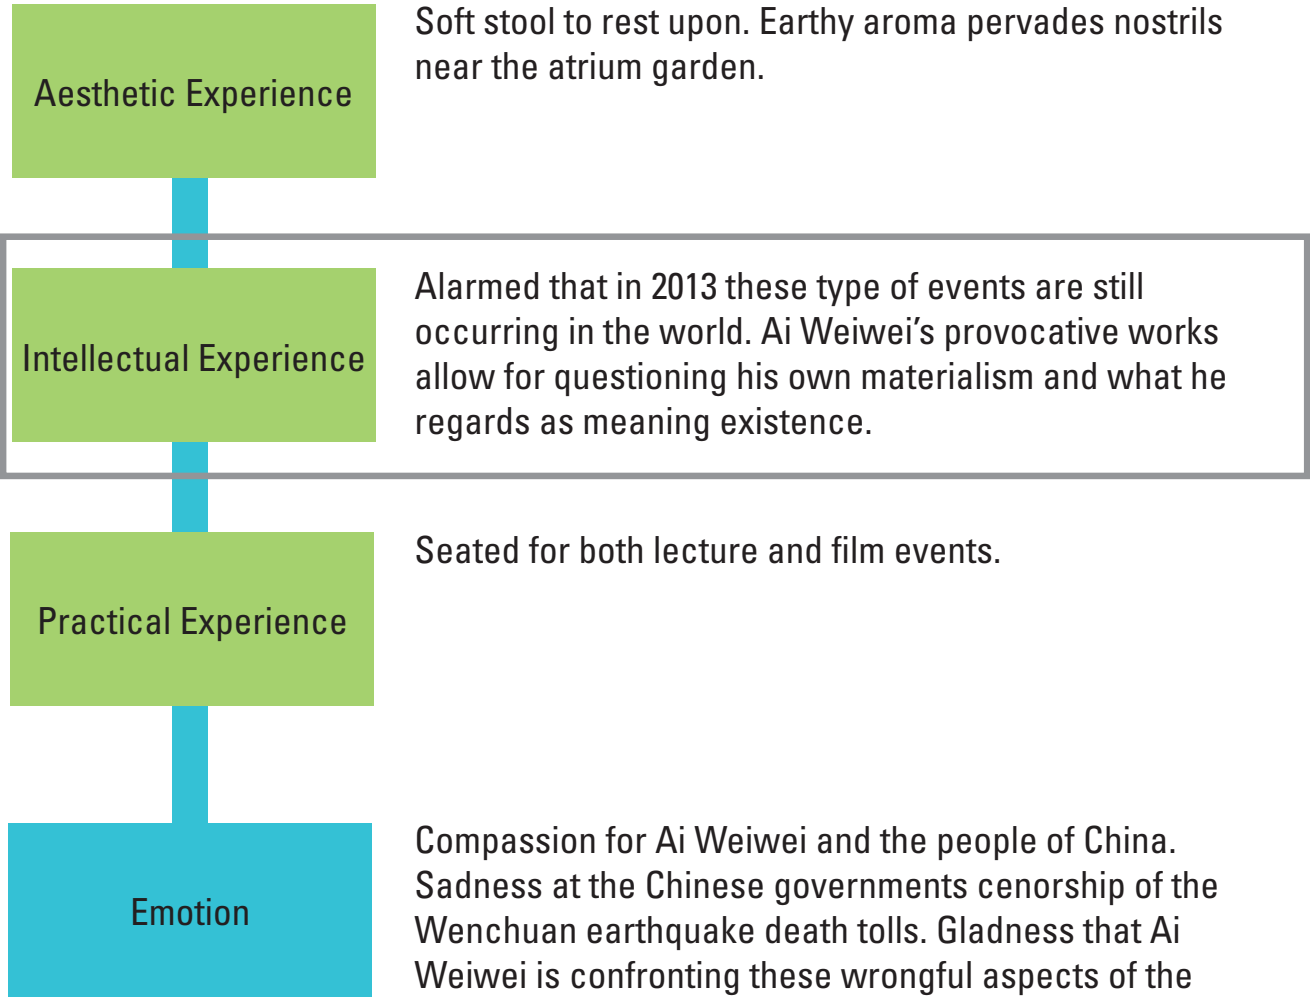 Aesthetic Experience
Soft stool to rest upon. Earthy aroma pervades nostrils
near the atrium garden.
Intellectual Experience
Alarmed that in 2013 these type of events are still
occurring in the world. Ai Weiwei’s provocative works
allow for questioning his own materialism and what he
regards as meaning existence.
Practical Experience
Seated for both lecture and film events.
Emotion
Compassion for Ai Weiwei and the people of China.
Sadness at the Chinese governments cenorship of the
Wenchuan earthquake death tolls. Gladness that Ai
Weiwei is confronting these wrongful aspects of the